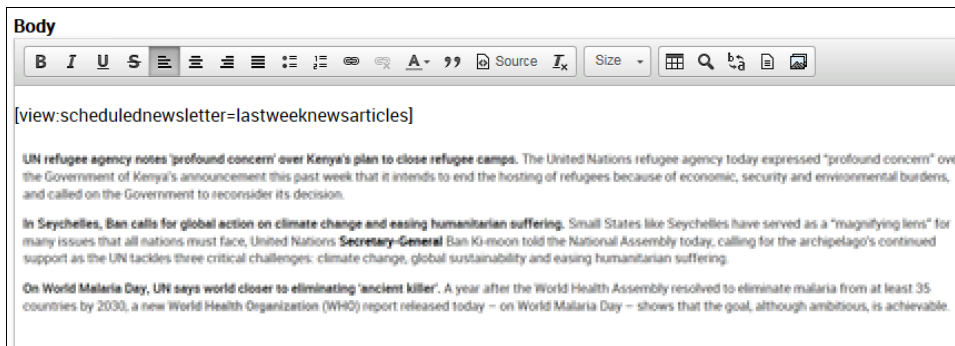 Body
B I U S Source Tx Size
[view:schedulednewsletter=lastweeknewsarticles]
UN refugee agency notes 'profound concern' over Kenya's plan to close refugee camps. The United Nations refugee agency today expressed "profound concern" ove
the Government of Kenya's announcement this past week that it intends to end the hosting of refugees because of economic, security and environmental burdens,
and called on the Government to reconsider its decision.
In Seychelles, Ban calls for global action on climate change and easing humanitarian suffering. Small States like Seychelles have served as a "magnifying lens" for
many issues that all nations must face, United Nations Secretary-General Ban Ki-moon told the National Assembly today, calling for the archipelago's continued
support as the UN tackles three critical challenges: climate change, global sustainability and easing humanitarian suffering.
On World Malaria Day, UN says world closer to eliminating 'ancient killer'. A year after the World Health Assembly resolved to eliminate malaria from at least 35
countries by 2030, a new World Health Organization (WHO) report released today – on World Malaria Day – shows that the goal, although ambitious, is achievable.